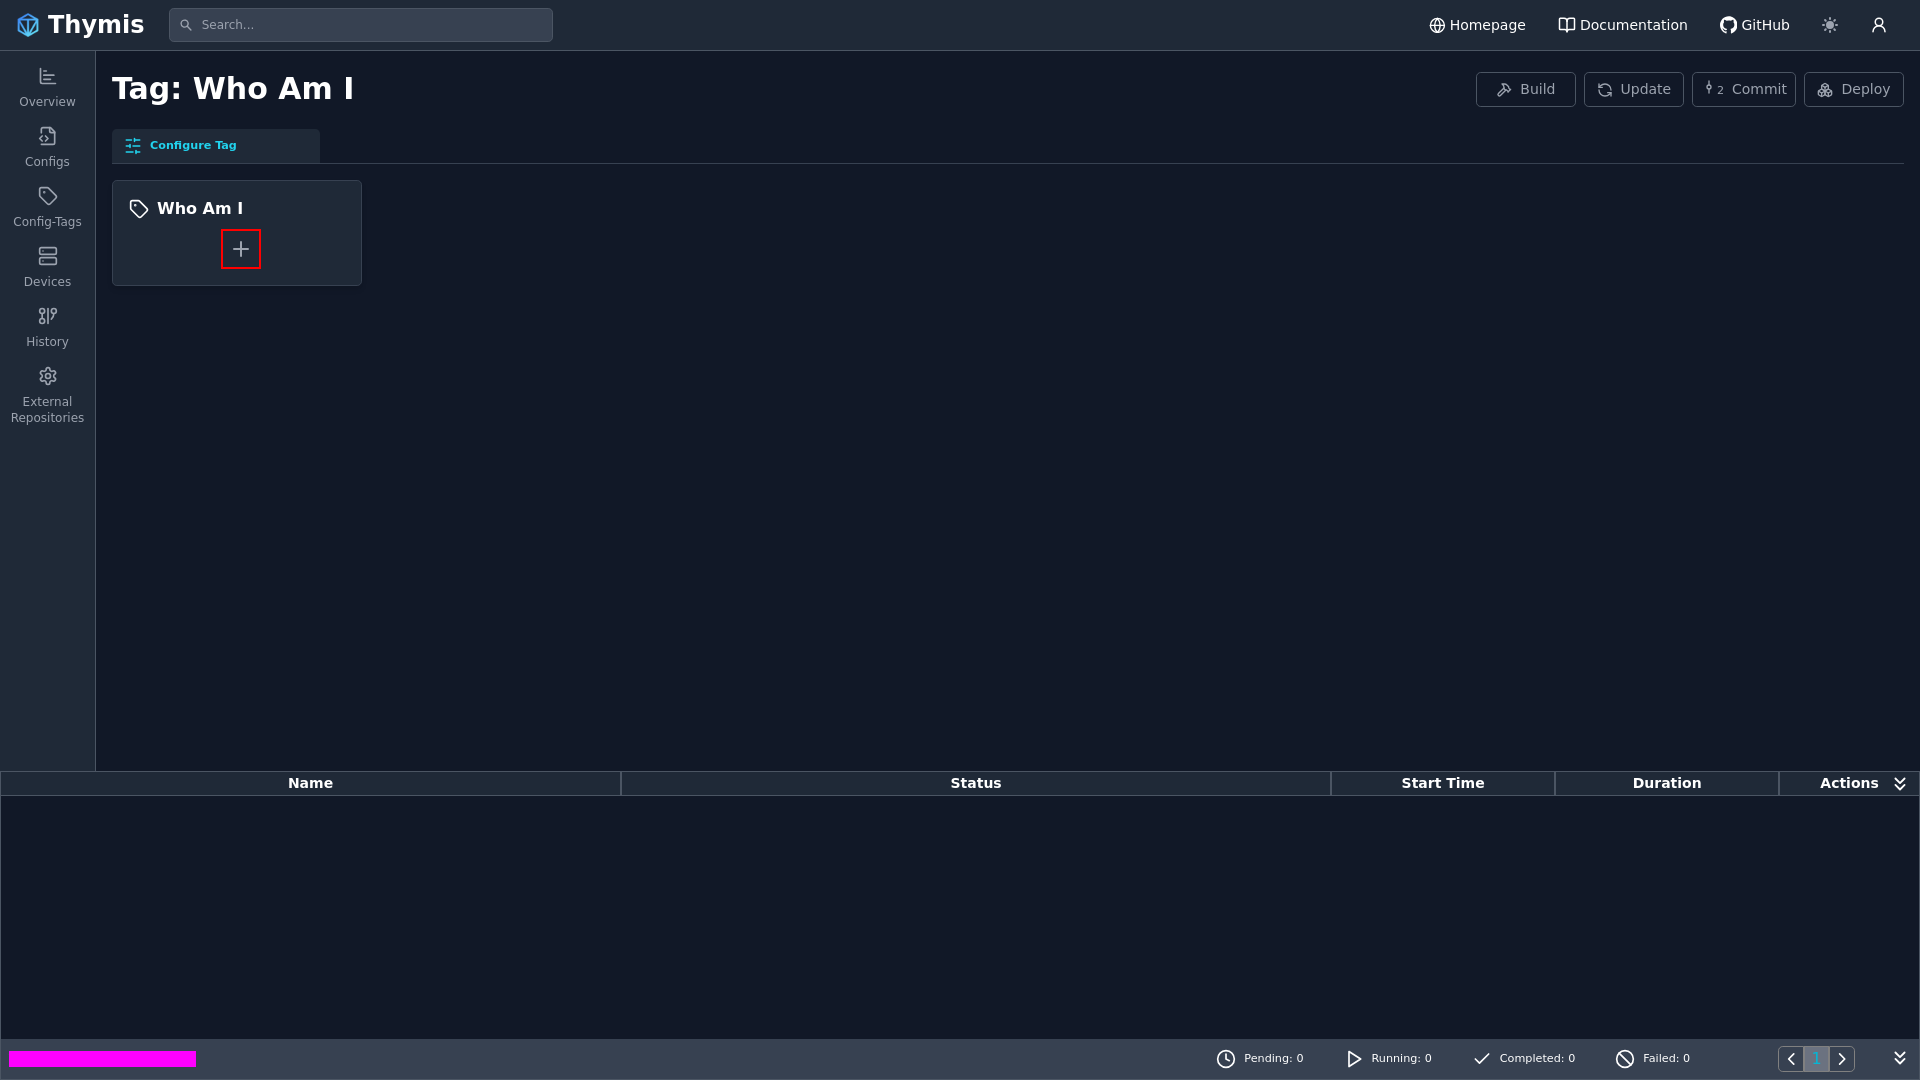 Thymis
Search...
Homepage
Documentation
GitHub
Overview
Configs
Config-Tags
Devices
History
External
Repositories
Tag: Who Am I
Build
Update
2 Commit
Deploy
Configure Tag
Who Am I
Name Status Start Time Duration Actions
Pending: 0
Running: 0
Completed: 0
Failed: 0
1